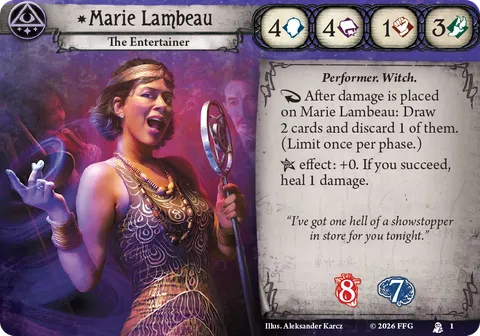 Marie Lambeau
The Entertainer
4 4 1 3
Performer. Witch.
After damage is placed
on Marie Lambeau: Draw
2 cards and discard 1 of them.
(Limit once per phase.)
effect: +0. If you succeed,
heal 1 damage.
“I’ve got one hell of a showstopper
in store for you tonight.”
8 7
Illus. Aleksander Karcz © 2026 FFG 1